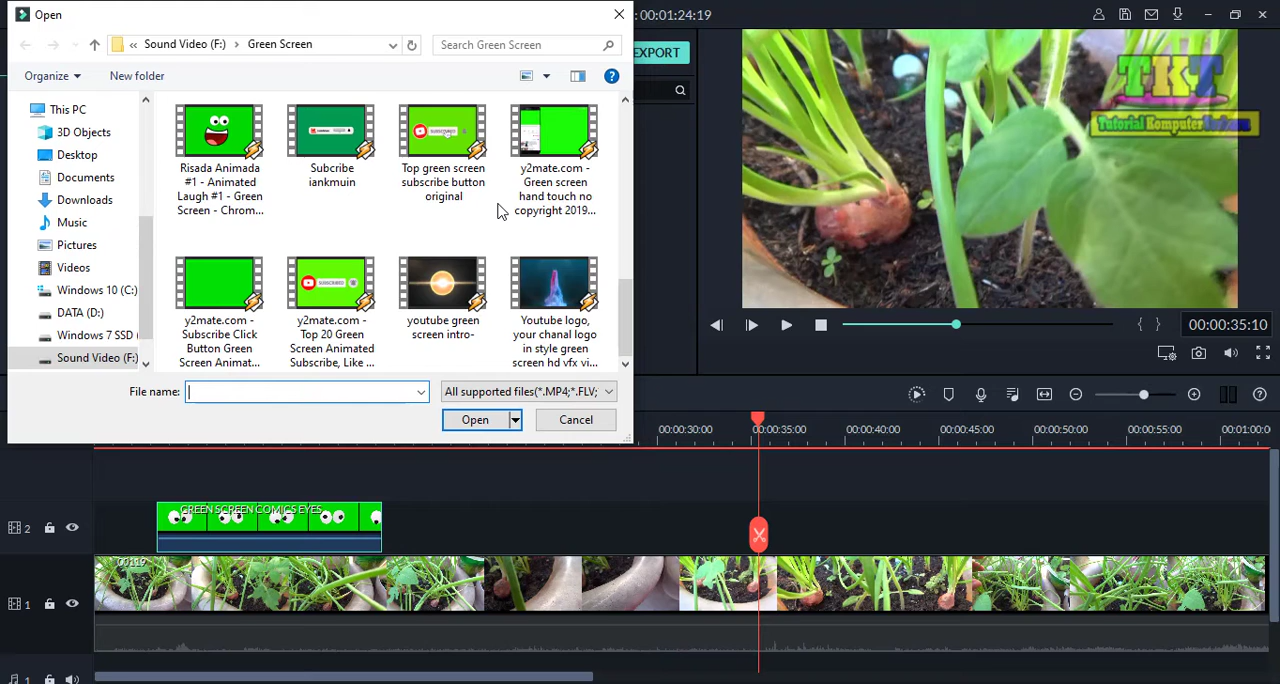 Open
00:01:24:19
Sound Video (F:)
Green Screen
Search Green Screen
EXPORT
Organize
New folder
This PC
3D Objects
Desktop
Documents
Downloads
Music
Pictures
Videos
Windows 10 (C:)
DATA (D:)
Windows 7 SSD
Sound Video (F:)
Risada Animada
#1 - Animated
Laugh #1 - Green
Screen - Chrom...
Subcribe
iankmuin
Top green screen
subscribe button
original
y2mate.com -
Green screen
hand touch no
copyright 2019...
y2mate.com -
Subscribe Click
Button Green
Screen Animat...
y2mate.com -
Top 20 Green
Screen Animated
Subscribe, Like ...
youtube green
screen intro-
Youtube logo,
your chanal logo
in style green
screen hd vfx vi...
File name:
All supported files(*.MP4;*.FLV;
Open
Cancel
TKT
00:00:35:10
00:00:30:00
00:00:35:00
00:00:40:00
00:00:45:00
00:00:50:00
00:00:55:00
00:01:00:0
2
GREEN SCREEN COMICS EYES
1
00119
1